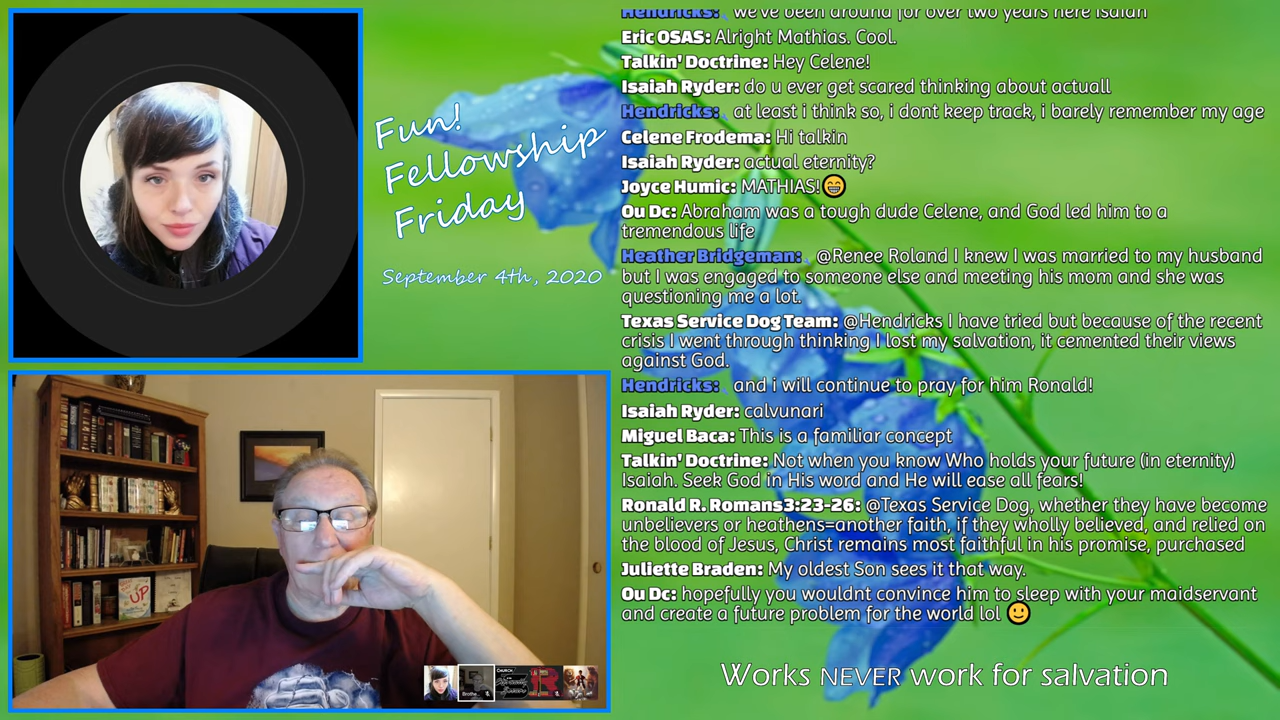 Fun!
Fellowship
Friday
September 4th, 2020
UP
Brothe...
CHURCH
Hendricks: we've been around for over two years here Isaiah
Eric OSAS: Alright Mathias. Cool.
Talkin' Doctrine: Hey Celene!
Isaiah Ryder: do u ever get scared thinking about actuall
Hendricks: at least i think so, i dont keep track, i barely remember my age
Celene Frodema: Hi talkin
Isaiah Ryder: actual eternity?
Joyce Humic: MATHIAS!😁
Ou Dc: Abraham was a tough dude Celene, and God led him to a
tremendous life
Heather Bridgeman: @Renee Roland I knew I was married to my husband
but I was engaged to someone else and meeting his mom and she was
questioning me a lot.
Texas Service Dog Team: @Hendricks I have tried but because of the recent
crisis I went through thinking I lost my salvation, it cemented their views
against God.
Hendricks: and i will continue to pray for him Ronald!
Isaiah Ryder: calvunari
Miguel Baca: This is a familiar concept
Talkin' Doctrine: Not when you know Who holds your future (in eternity)
Isaiah. Seek God in His word and He will ease all fears!
Ronald R. Romans3:23-26: @Texas Service Dog, whether they have become
unbelievers or heathens=another faith, if they wholly believed, and relied on
the blood of Jesus, Christ remains most faithful in his promise, purchased
Juliette Braden: My oldest Son sees it that way.
Ou Dc: hopefully you wouldnt convince him to sleep with your maidservant
and create a future problem for the world lol 🙂
Works NEVER work for salvation